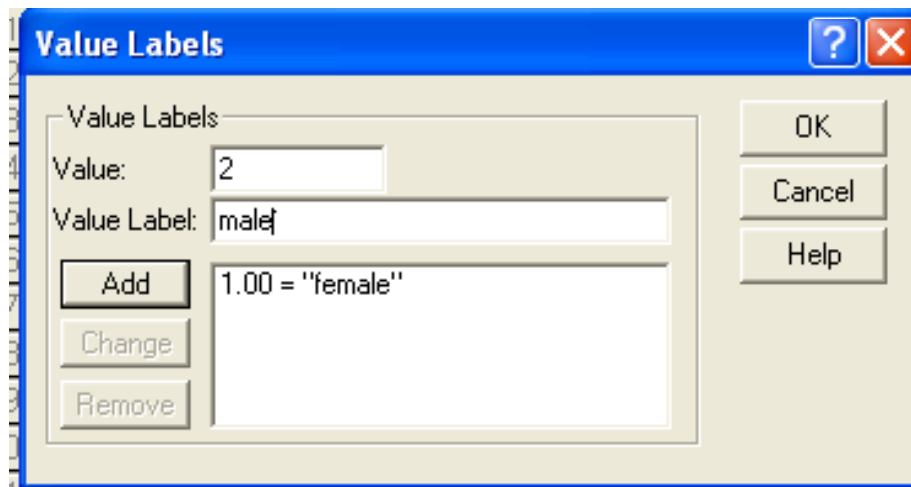 Value Labels
Value Labels
OK
Value: 2
Cancel
Value Label: male
Help
Add
1.00 = "female"
Change
Remove